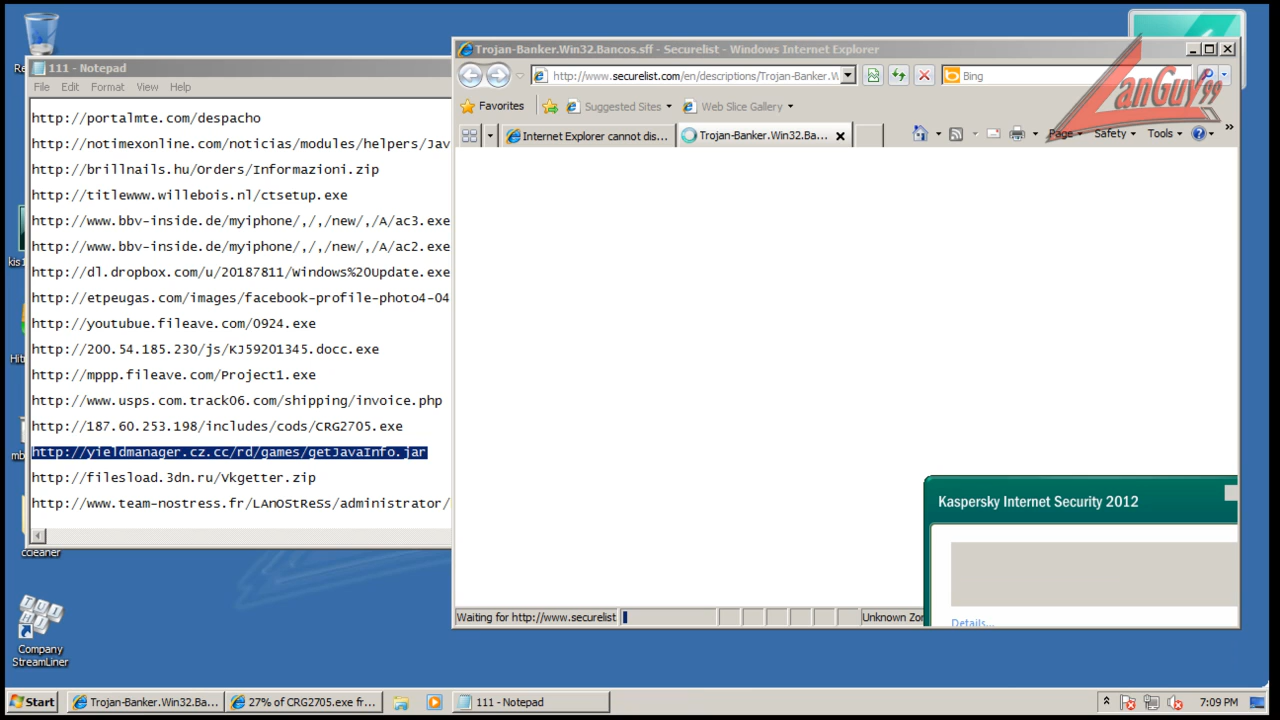 Re
kis1
Hit
mb
ccleaner
Company
StreamLiner
111 - Notepad
File Edit Format View Help
http://portalmte.com/despacho
http://notimexonline.com/noticias/modules/helpers/Jav
http://brillnails.hu/Orders/Informazioni.zip
http://titlewww.willebois.nl/ctsetup.exe
http://www.bbv-inside.de/myiphone/,/,/new/,/A/ac3.exe
http://www.bbv-inside.de/myiphone/,/,/new/,/A/ac2.exe
http://dl.dropbox.com/u/20187811/Windows%20Update.exe
http://etpeugas.com/images/facebook-profile-photo4-04
http://youtubue.fileave.com/0924.exe
http://200.54.185.230/js/KJ59201345.docc.exe
http://mppp.fileave.com/Project1.exe
http://www.usps.com.track06.com/shipping/invoice.php
http://187.60.253.198/includes/cods/CRG2705.exe
http://yieldmanager.cz.cc/rd/games/getJavaInfo.jar
http://filesload.3dn.ru/Vkgetter.zip
http://www.team-nostress.fr/LAnOStReSs/administrator/
Trojan-Banker.Win32.Bancos.sff - Securelist - Windows Internet Explorer
http://www.securelist.com/en/descriptions/Trojan-Banker.W
Bing
LanGuy99
Favorites Suggested Sites Web Slice Gallery
Internet Explorer cannot dis... Trojan-Banker.Win32.Ba... Page Safety Tools
Kaspersky Internet Security 2012
Details...
Waiting for http://www.securelist Unknown Zon
Start Trojan-Banker.Win32.Ba... 27% of CRG2705.exe fr... 111 - Notepad 7:09 PM